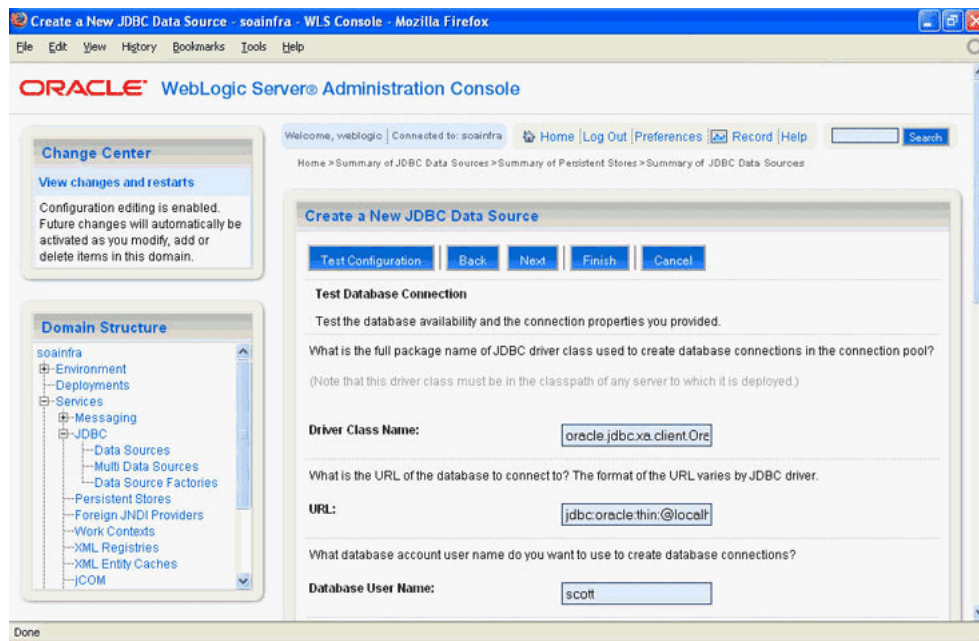 Create a New JDBC Data Source - soainfra - WLS Console - Mozilla Firefox
File Edit View History Bookmarks Tools Help
ORACLE WebLogic Server® Administration Console
Change Center
View changes and restarts
Configuration editing is enabled.
Future changes will automatically be
activated as you modify, add or
delete items in this domain.
Domain Structure
soainfra
Environment
Deployments
Services
Messaging
JDBC
Data Sources
Multi Data Sources
Data Source Factories
Persistent Stores
Foreign JNDI Providers
Work Contexts
XML Registries
XML Entity Caches
jCOM
Welcome, weblogic Connected to: soainfra Home Log Out Preferences Record Help Search
Home >Summary of JDBC Data Sources >Summary of Persistent Stores >Summary of JDBC Data Sources
Create a New JDBC Data Source
Test Configuration Back Next Finish Cancel
Test Database Connection
Test the database availability and the connection properties you provided.
What is the full package name of JDBC driver class used to create database connections in the connection pool?
(Note that this driver class must be in the classpath of any server to which it is deployed.)
Driver Class Name: oracle.jdbc.xa.client.Ora
What is the URL of the database to connect to? The format of the URL varies by JDBC driver.
URL: jdbc:oracle:thin:@localh
What database account user name do you want to use to create database connections?
Database User Name: scott
Done